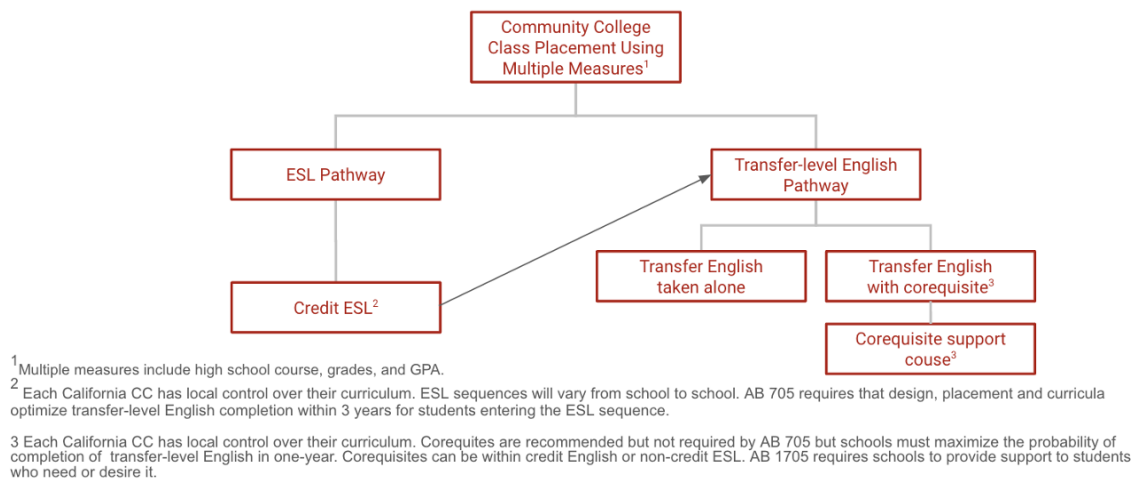 Community College
Class Placement Using
Multiple Measures1
ESL Pathway
Transfer-level English
Pathway
Transfer English
taken alone
Transfer English
with corequisite3
Credit ESL2
Corequisite support
couse3
1Multiple measures include high school course, grades, and GPA.
2 Each California CC has local control over their curriculum. ESL sequences will vary from school to school. AB 705 requires that design, placement and curricula
optimize transfer-level English completion within 3 years for students entering the ESL sequence.
3 Each California CC has local control over their curriculum. Corequites are recommended but not required by AB 705 but schools must maximize the probability of
completion of transfer-level English in one-year. Corequisites can be within credit English or non-credit ESL. AB 1705 requires schools to provide support to students
who need or desire it.